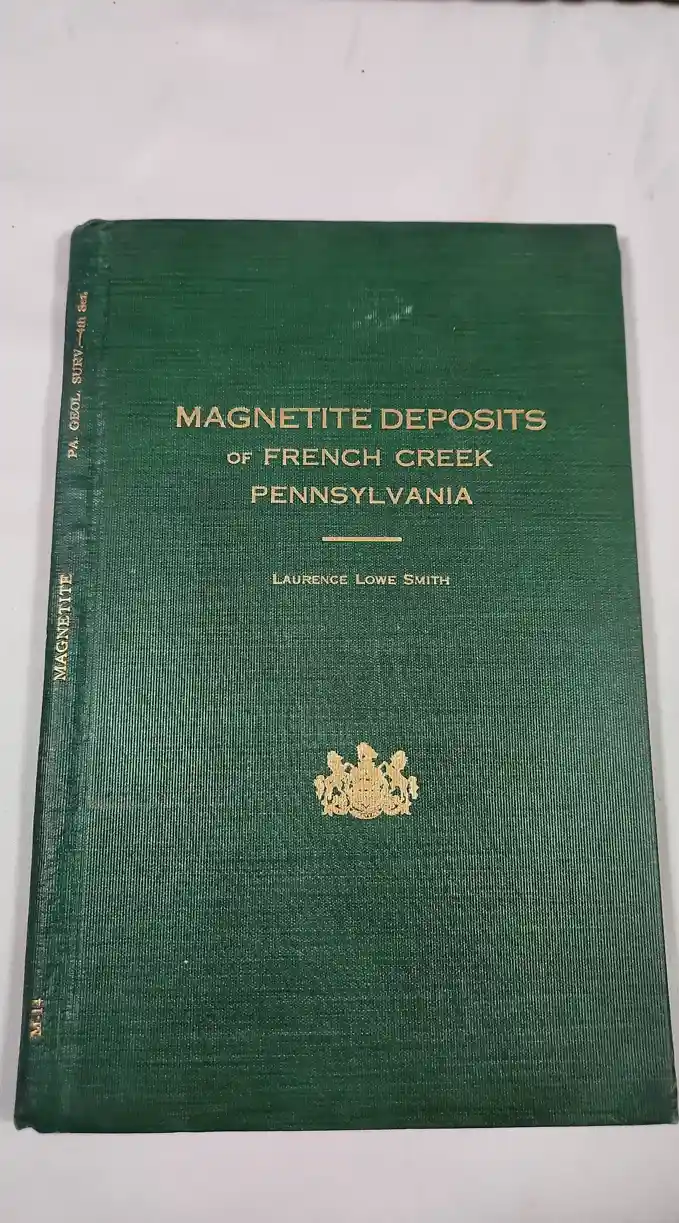 MAGNETITE DEPOSITS
OF FRENCH CREEK
PENNSYLVANIA
LAURENCE LOWE SMITH
PA. GEOL. SURV.—4th Ser.
MAGNETITE
M-14